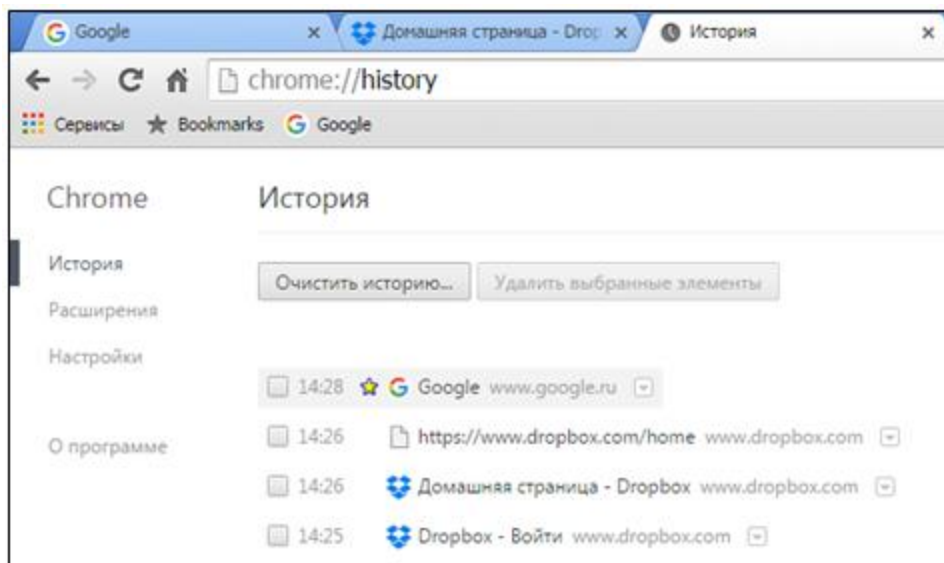 Google Домашняя страница - Drop История
chrome://history
Сервисы Bookmarks Google
Chrome История
История
Очистить историю... Удалить выбранные элементы
Расширения
Настройки
14:28 Google www.google.ru
14:26 https://www.dropbox.com/home www.dropbox.com
О программе
14:26 Домашняя страница - Dropbox www.dropbox.com
14:25 Dropbox - Войти www.dropbox.com